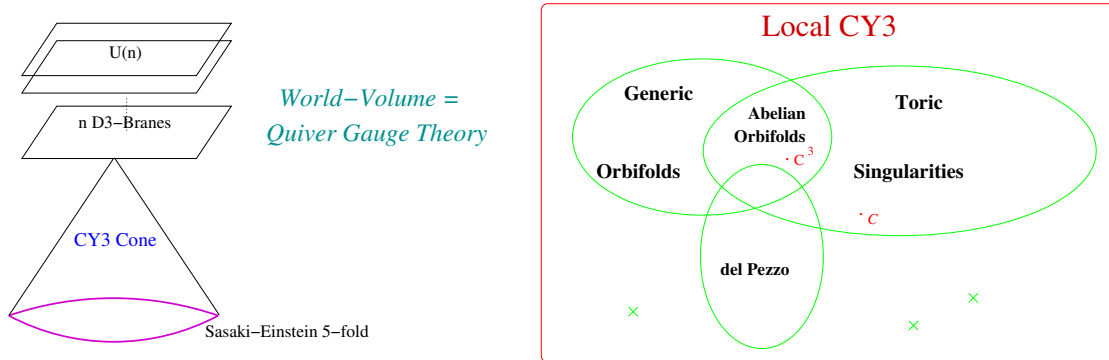 U(n)
n D3−Branes
World−Volume =
Quiver Gauge Theory
CY3 Cone
Sasaki−Einstein 5−fold
Local CY3
Generic
Orbifolds
Abelian
Orbifolds
· C³
Toric
Singularities
· C
del Pezzo